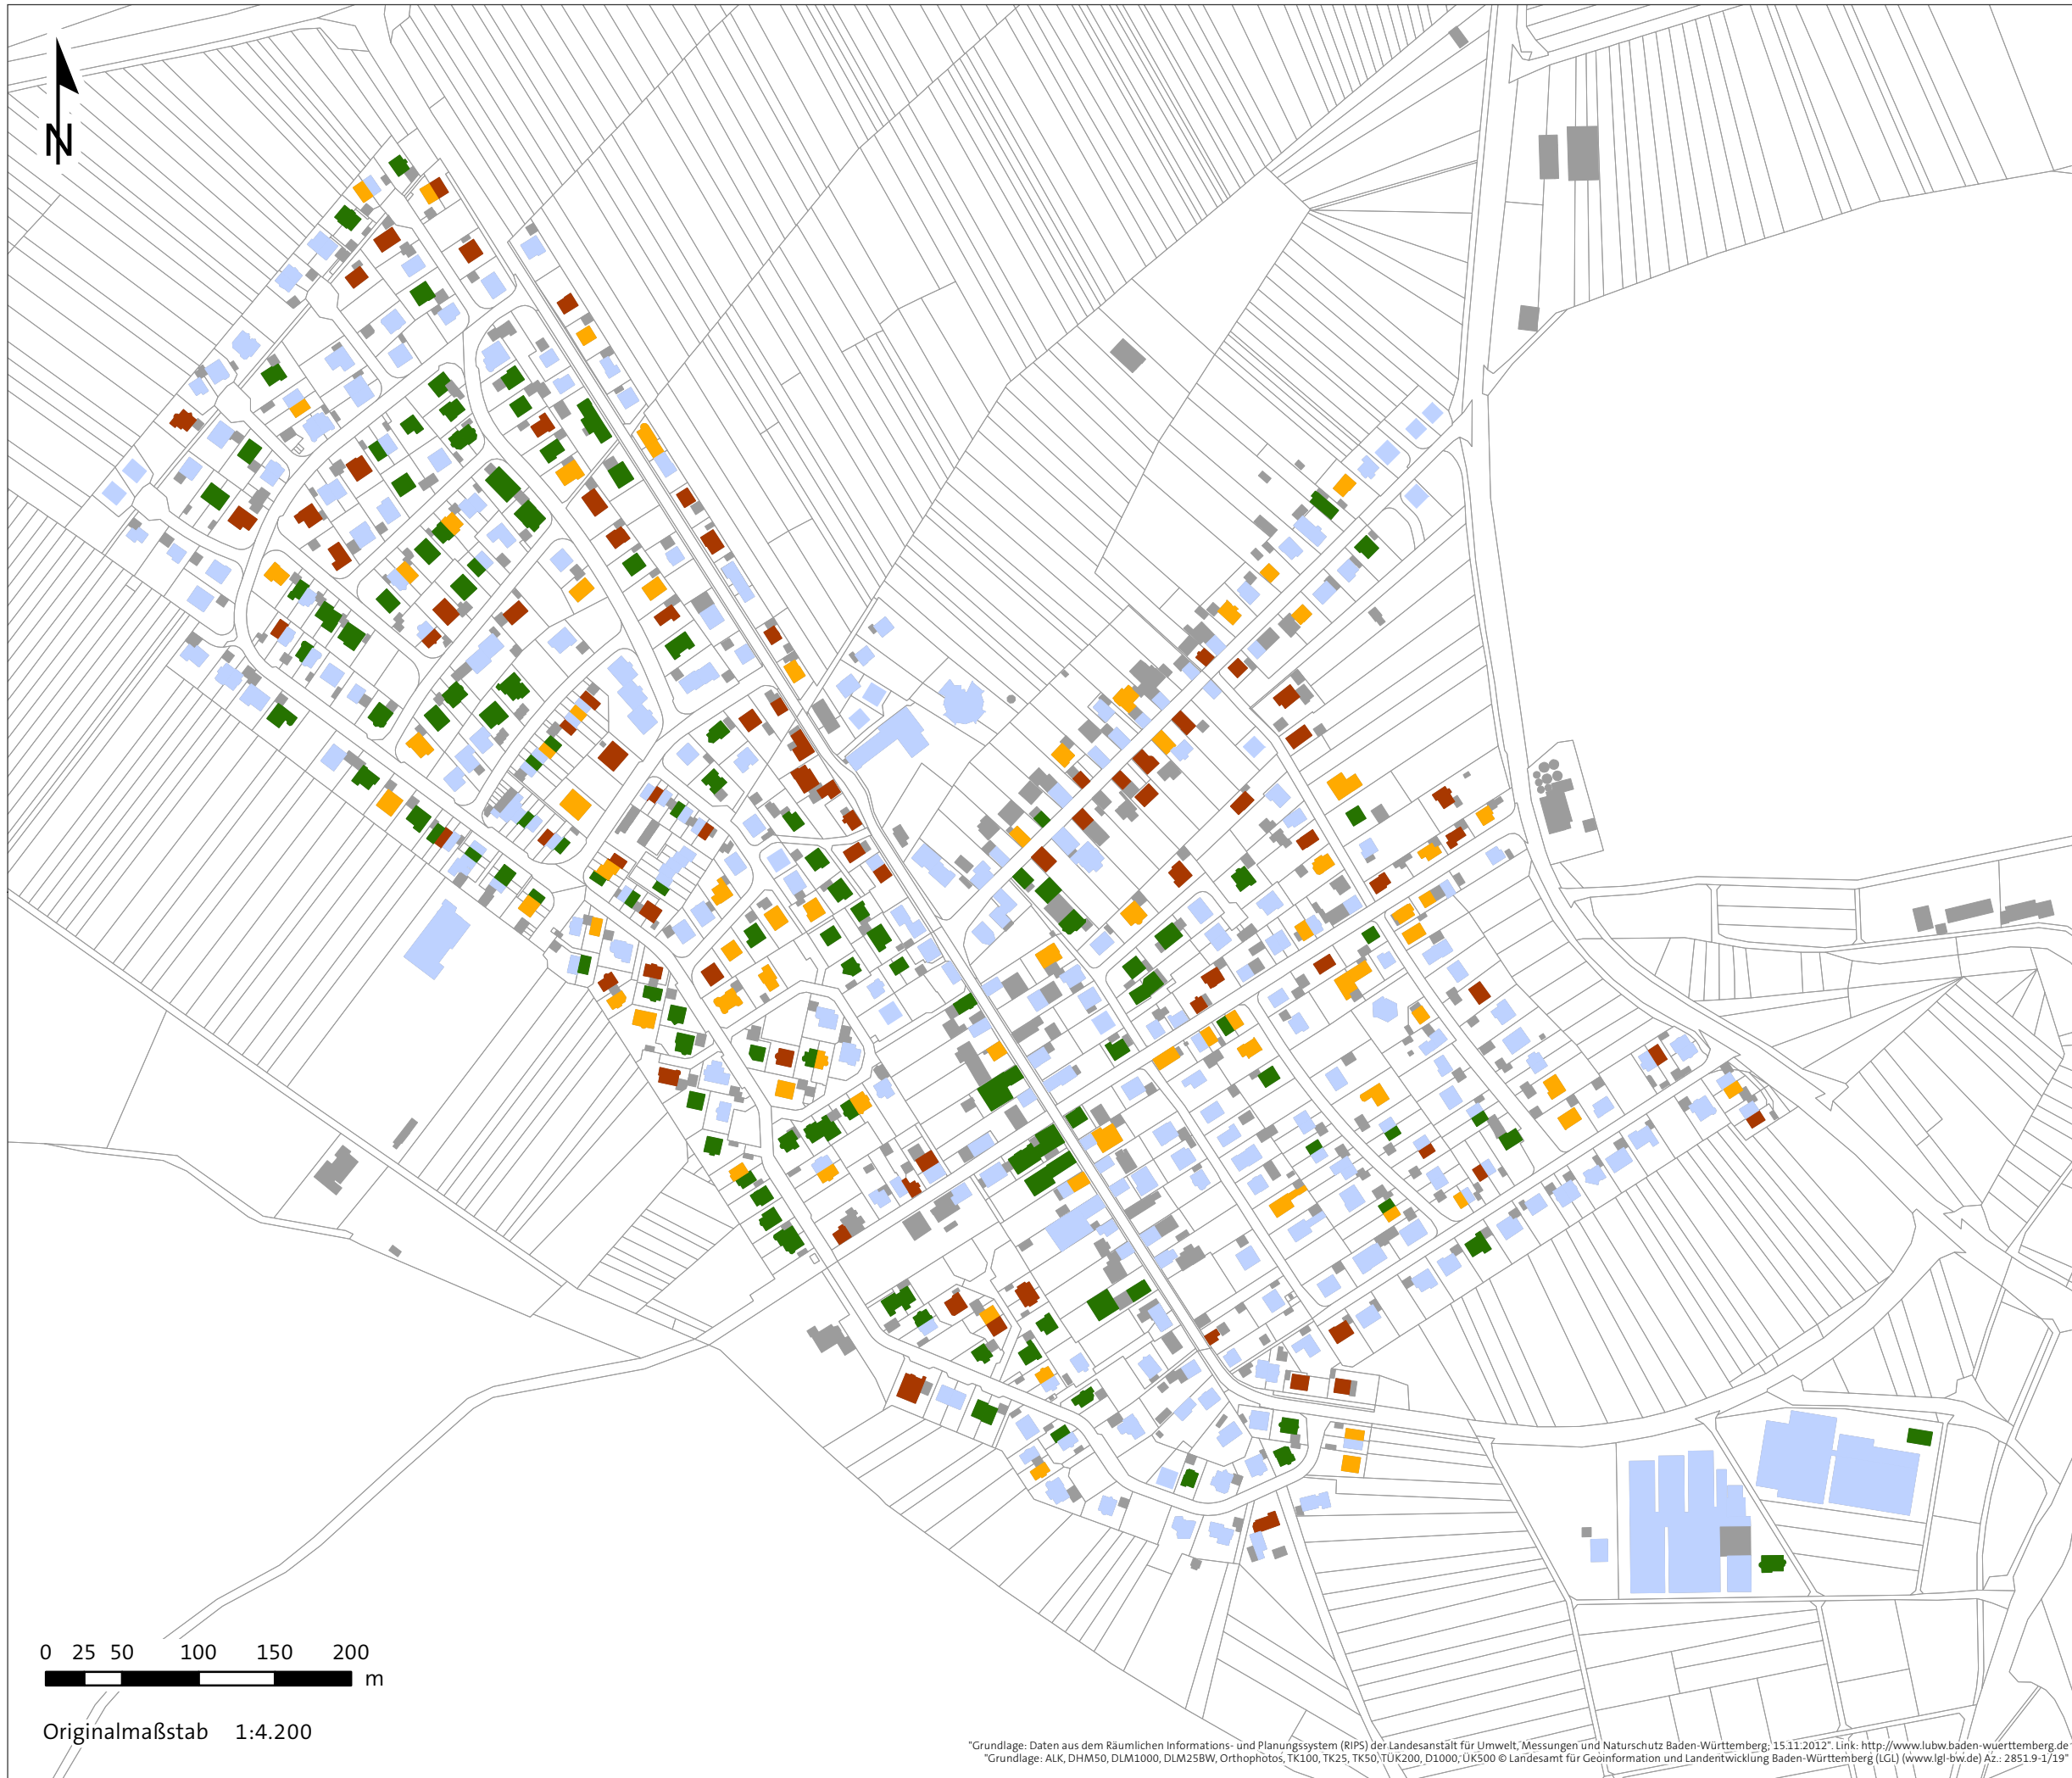 N
0 25 50 100 150 200
m
Originalmaßstab 1:4.200
"Grundlage: Daten aus dem Räumlichen Informations- und Planungssystem (RIPS) der Landesanstalt für Umwelt, Messungen und Naturschutz Baden-Württemberg, 15.11.2012". Link: http://www.lubw.baden-wuerttemberg.de
"Grundlage: ALK, DHM50, DLM1000, DLM25BW, Orthophotos, TK100, TK25, TK50, TÜK200, D1000, ÜK500 © Landesamt für Geoinformation und Landentwicklung Baden-Württemberg (LGL) (www.lgl-bw.de) Az.: 2851.9-1/19"